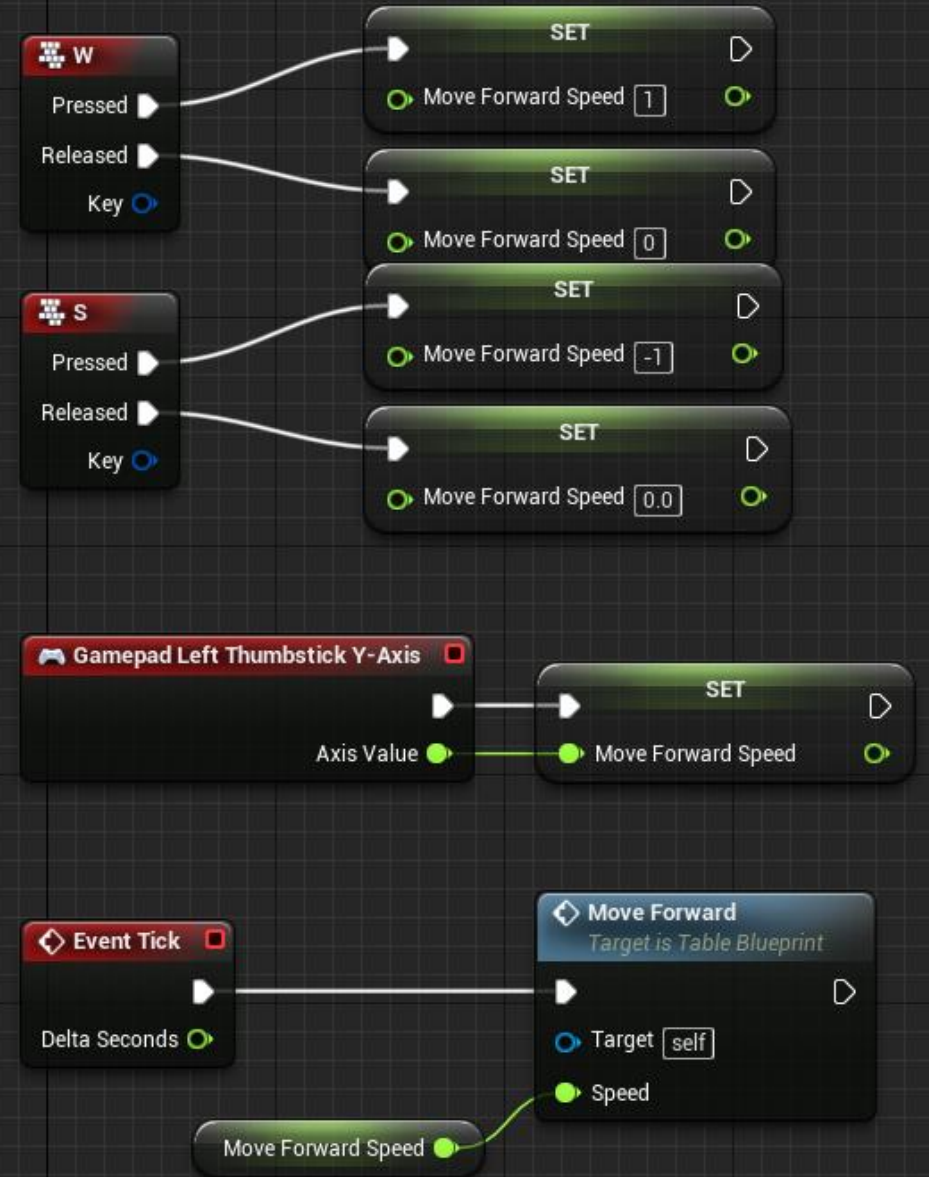 W
SET
Pressed
Move Forward Speed 1
Released
SET
Key
Move Forward Speed 0
S
SET
Pressed
Move Forward Speed -1
Released
SET
Key
Move Forward Speed 0.0
Gamepad Left Thumbstick Y-Axis
SET
Axis Value
Move Forward Speed
Event Tick
Move Forward
Target is Table Blueprint
Delta Seconds
Target self
Speed
Move Forward Speed